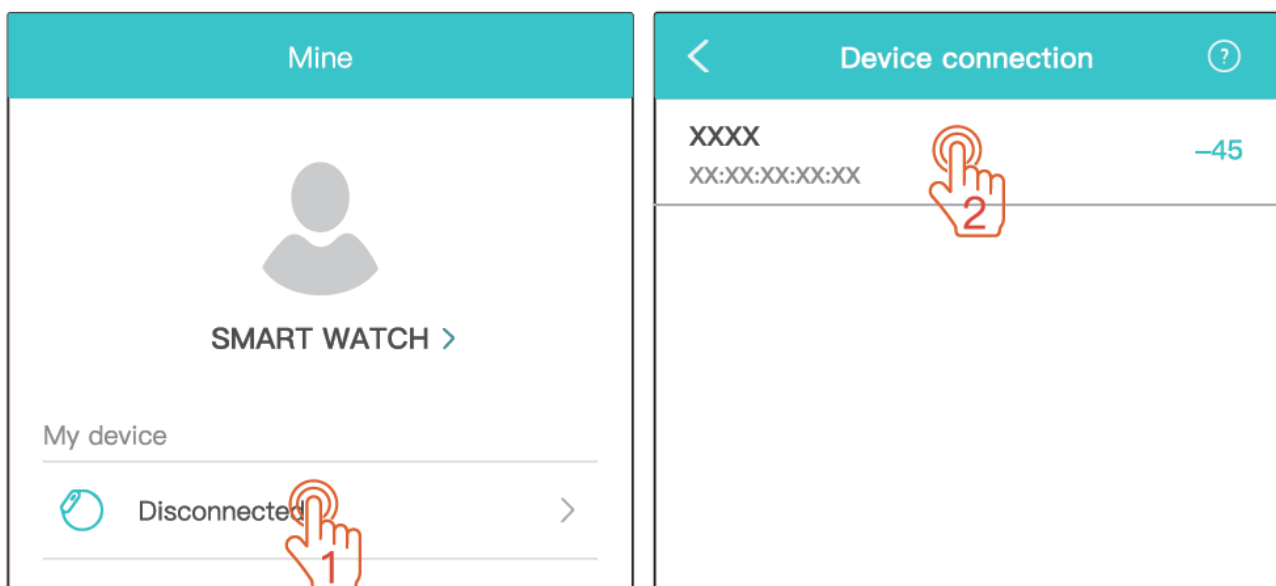 Mine
SMART WATCH >
My device
Disconnected
1
Device connection
?
XXXX
XX:XX:XX:XX:XX
–45
2